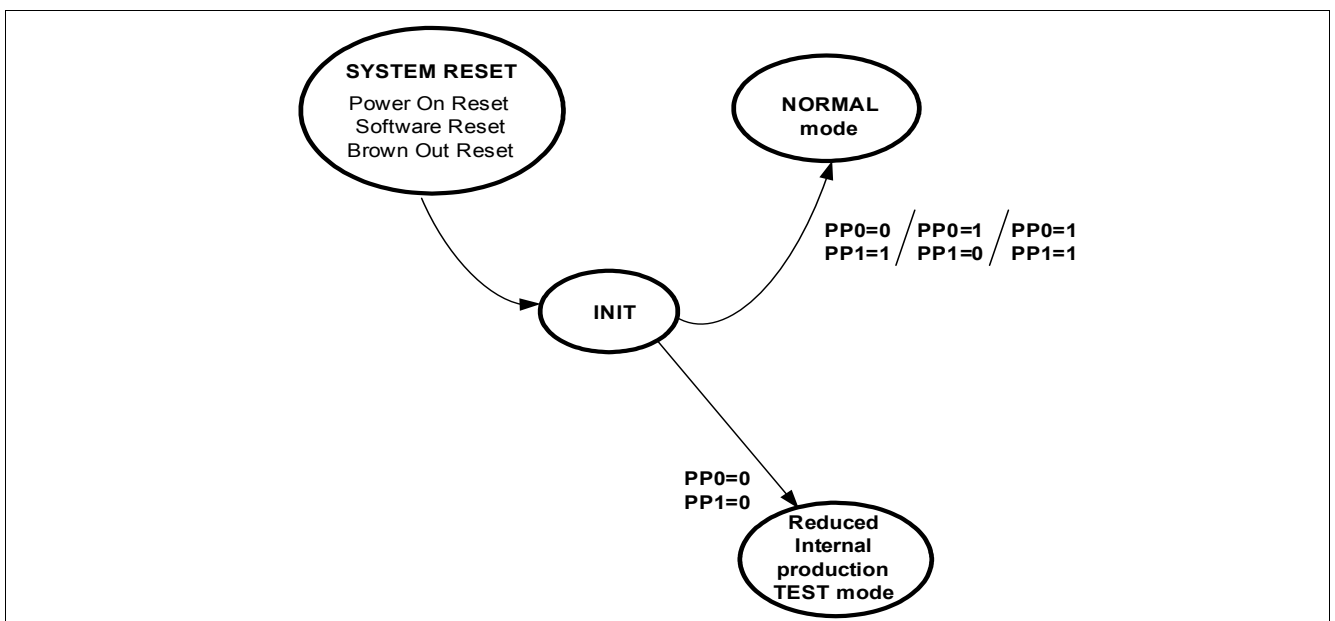 SYSTEM RESET
Power On Reset
Software Reset
Brown Out Reset
NORMAL
mode
PP0=0 / PP0=1 / PP0=1
PP1=1 / PP1=0 / PP1=1
INIT
PP0=0
PP1=0
Reduced
Internal
production
TEST mode